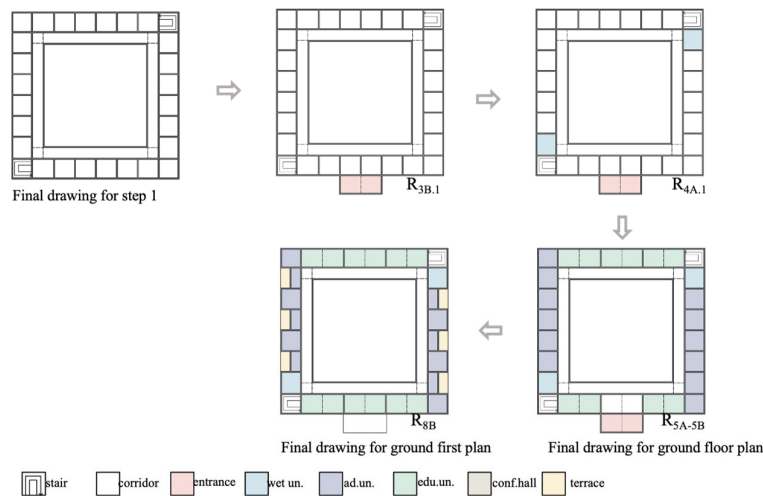 R3B.1
R4A.1
Final drawing for step 1
R8B
R5A-5B
Final drawing for ground first plan
Final drawing for ground floor plan
stair corridor entrance wet un. ad.un. edu.un. conf.hall terrace